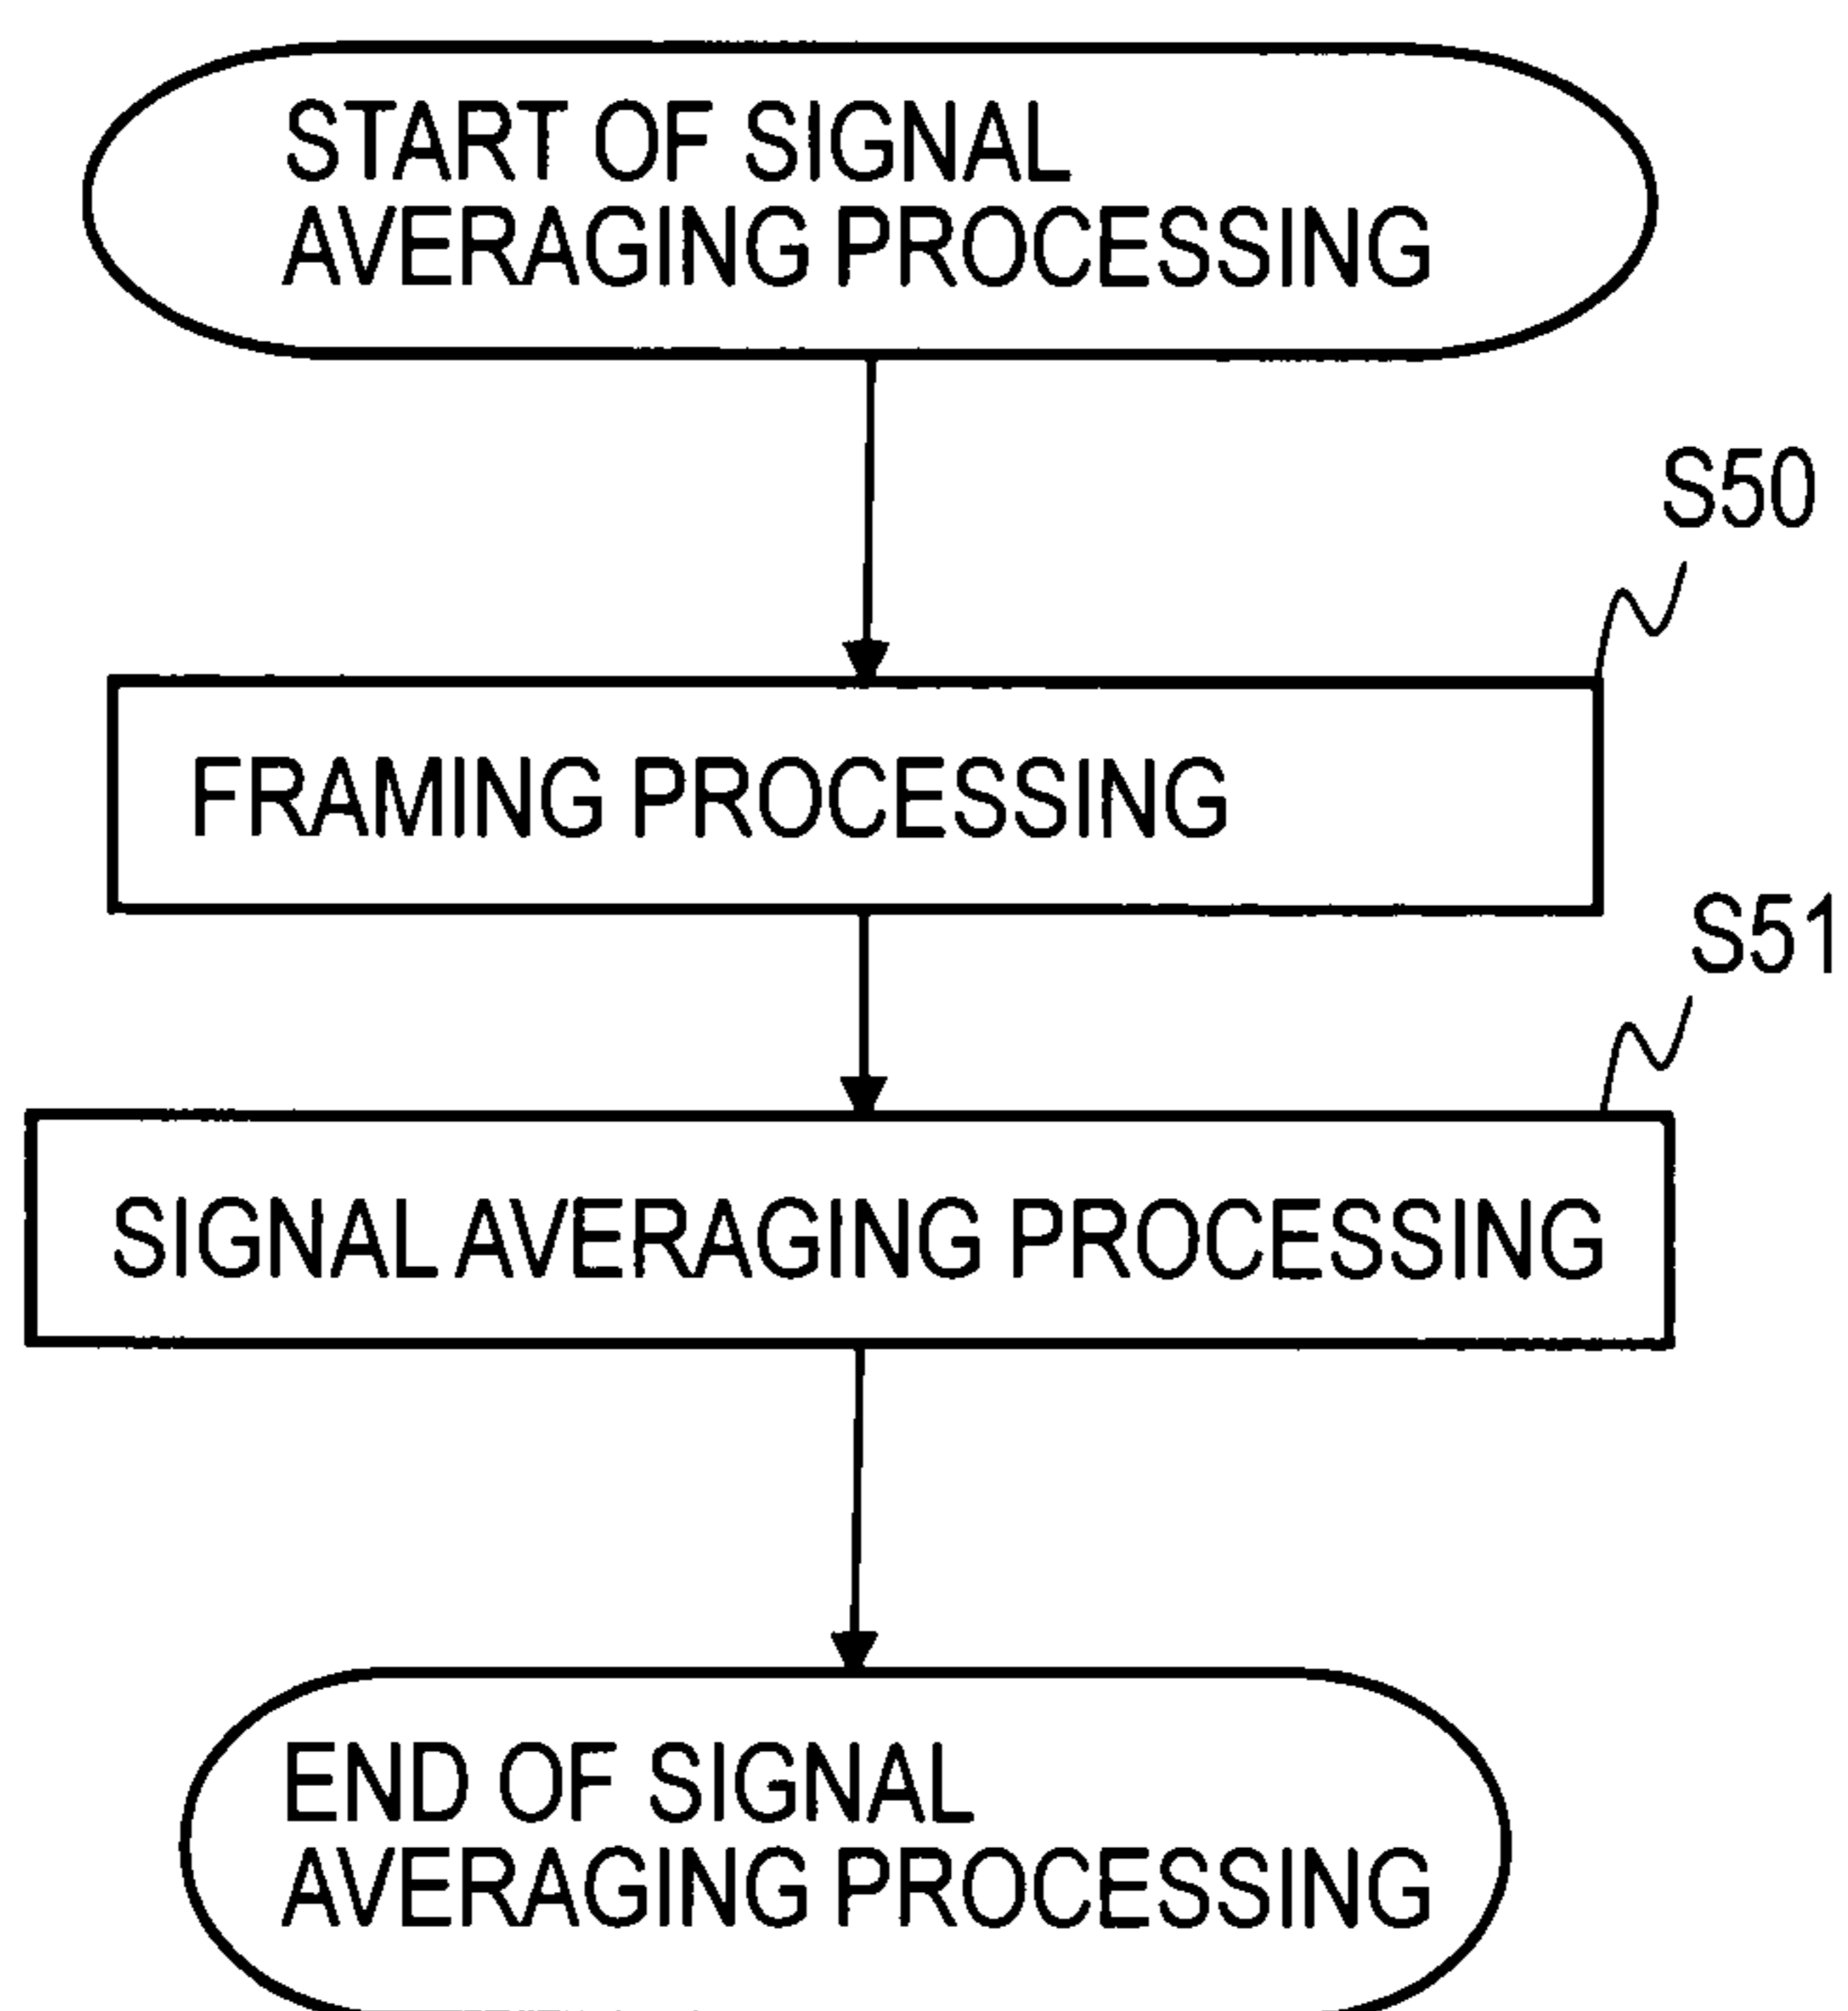 START OF SIGNAL
AVERAGING PROCESSING
S50
FRAMING PROCESSING
S51
SIGNAL AVERAGING PROCESSING
END OF SIGNAL
AVERAGING PROCESSING